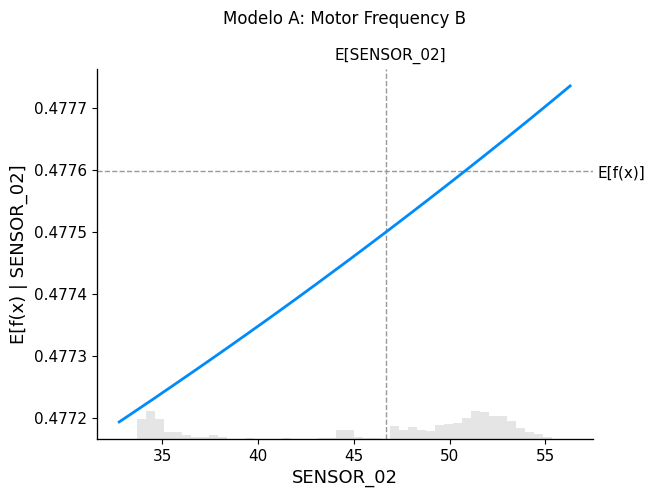 Modelo A: Motor Frequency B
E[SENSOR_02]
0.4777
0.4776
0.4775
0.4774
0.4773
0.4772
E[f(x) | SENSOR_02]
E[f(x)]
35
40
45
50
55
SENSOR_02